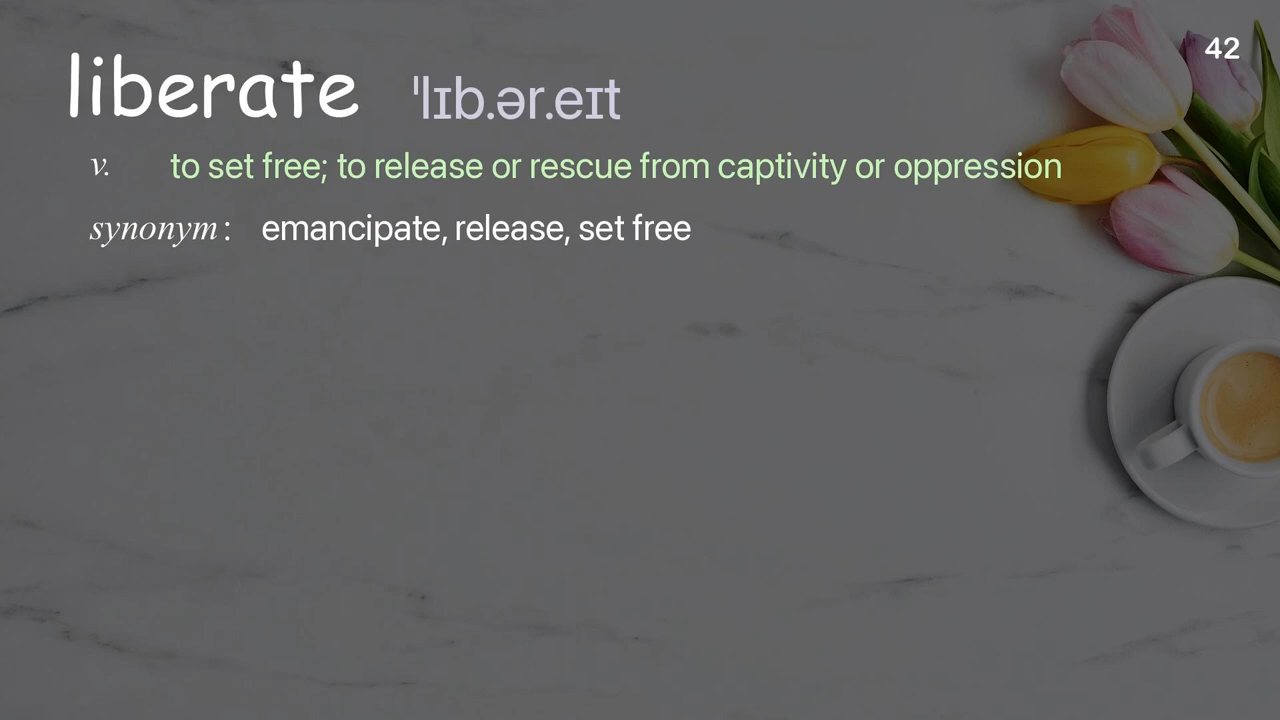 42
liberate ˈlɪb.ər.eɪt
v. to set free; to release or rescue from captivity or oppression
synonym : emancipate, release, set free